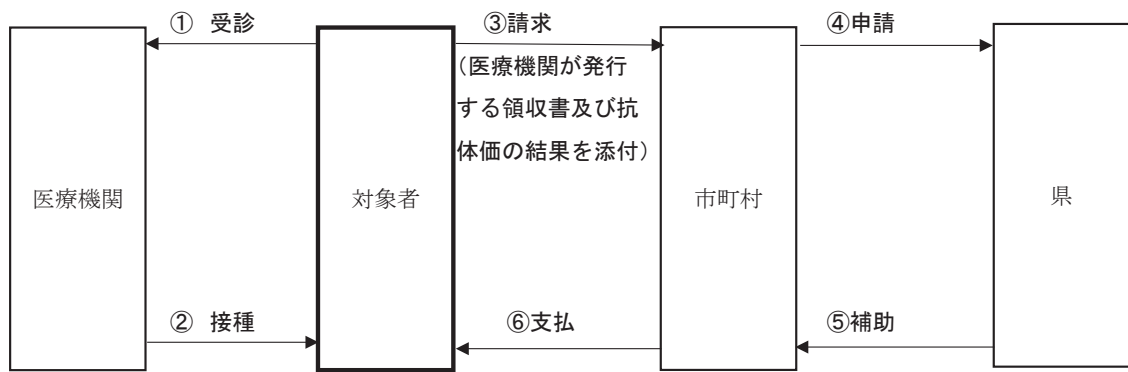 ① 受診
③請求
④申請
（医療機関が発行
する領収書及び抗
体価の結果を添付）
医療機関
対象者
市町村
県
② 接種
⑥支払
⑤補助